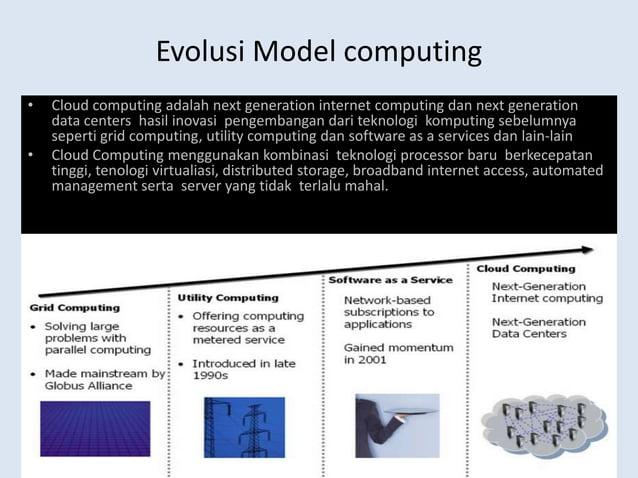 Evolusi Model computing
• Cloud computing adalah next generation internet computing dan next generation
data centers hasil inovasi pengembangan dari teknologi komputing sebelumnya
seperti grid computing, utility computing dan software as a services dan lain-lain
• Cloud Computing menggunakan kombinasi teknologi processor baru berkecepatan
tinggi, tenologi virtualiasi, distributed storage, broadband internet access, automated
management serta server yang tidak terlalu mahal.
Grid Computing
• Solving large
problems with
parallel computing
• Made mainstream by
Globus Alliance
Utility Computing
• Offering computing
resources as a
metered service
• Introduced in late
1990s
Software as a Service
Network-based
subscriptions to
applications
Gained momentum
in 2001
Cloud Computing
Next-Generation
Internet computing
Next-Generation
Data Centers